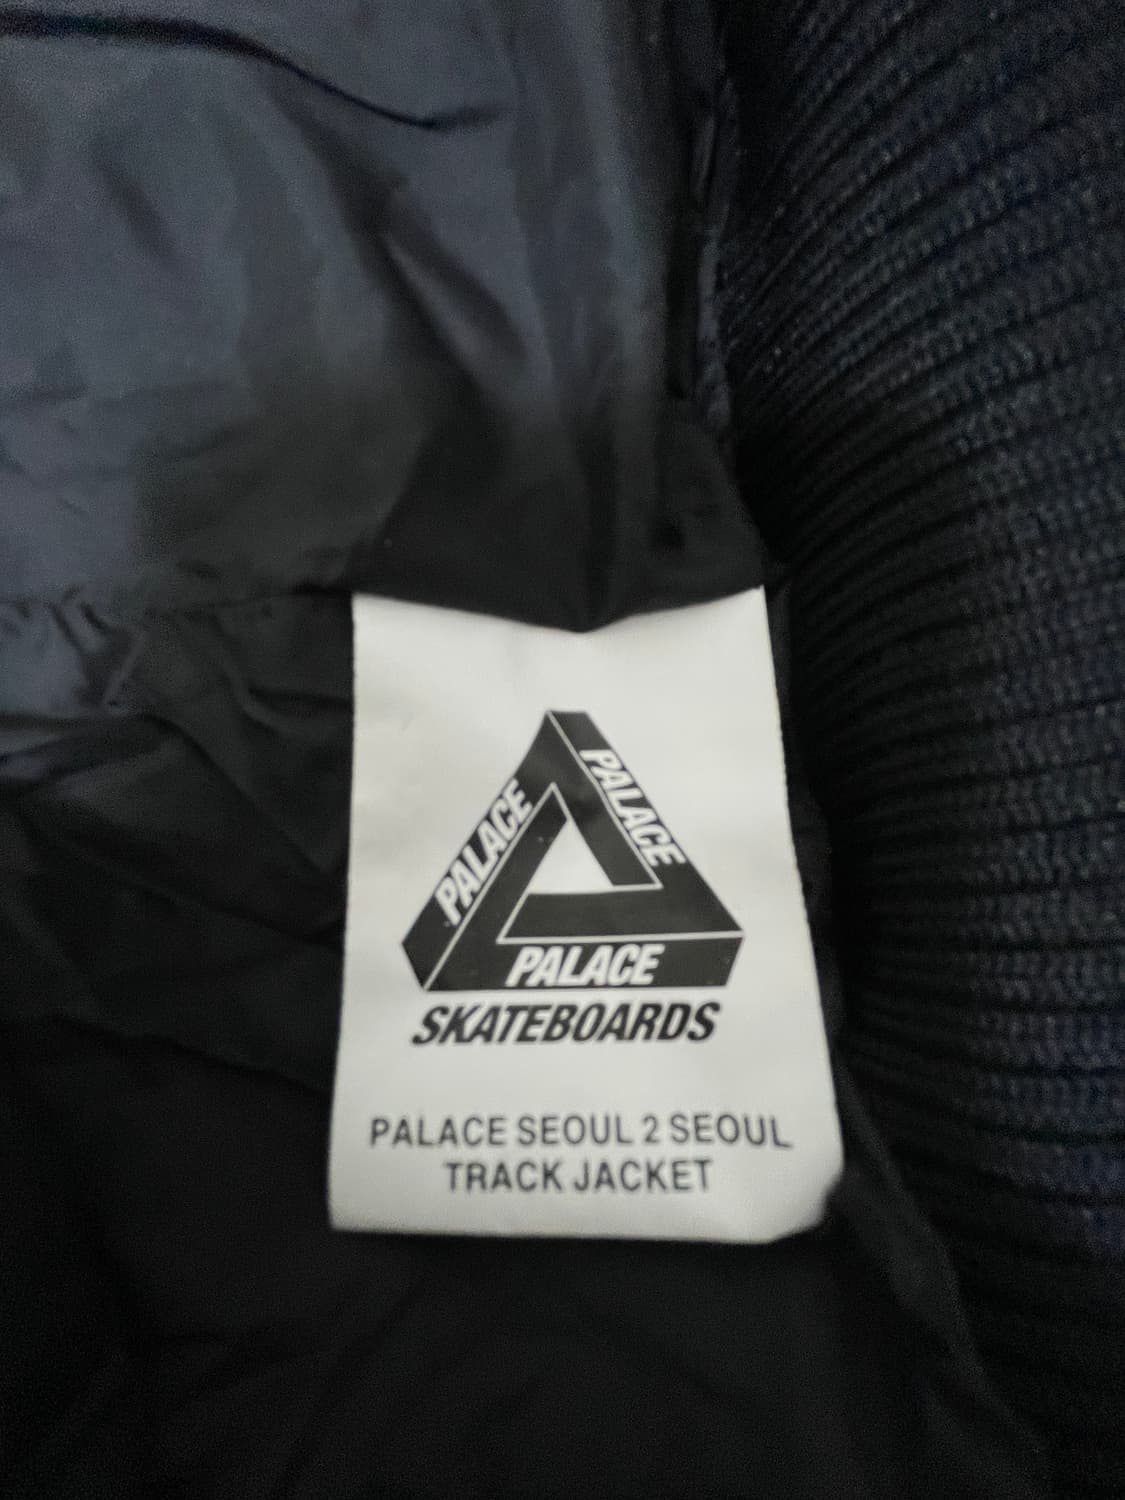 PALACE
PALACE
PALACE
SKATEBOARDS
PALACE SEOUL 2 SEOUL
TRACK JACKET